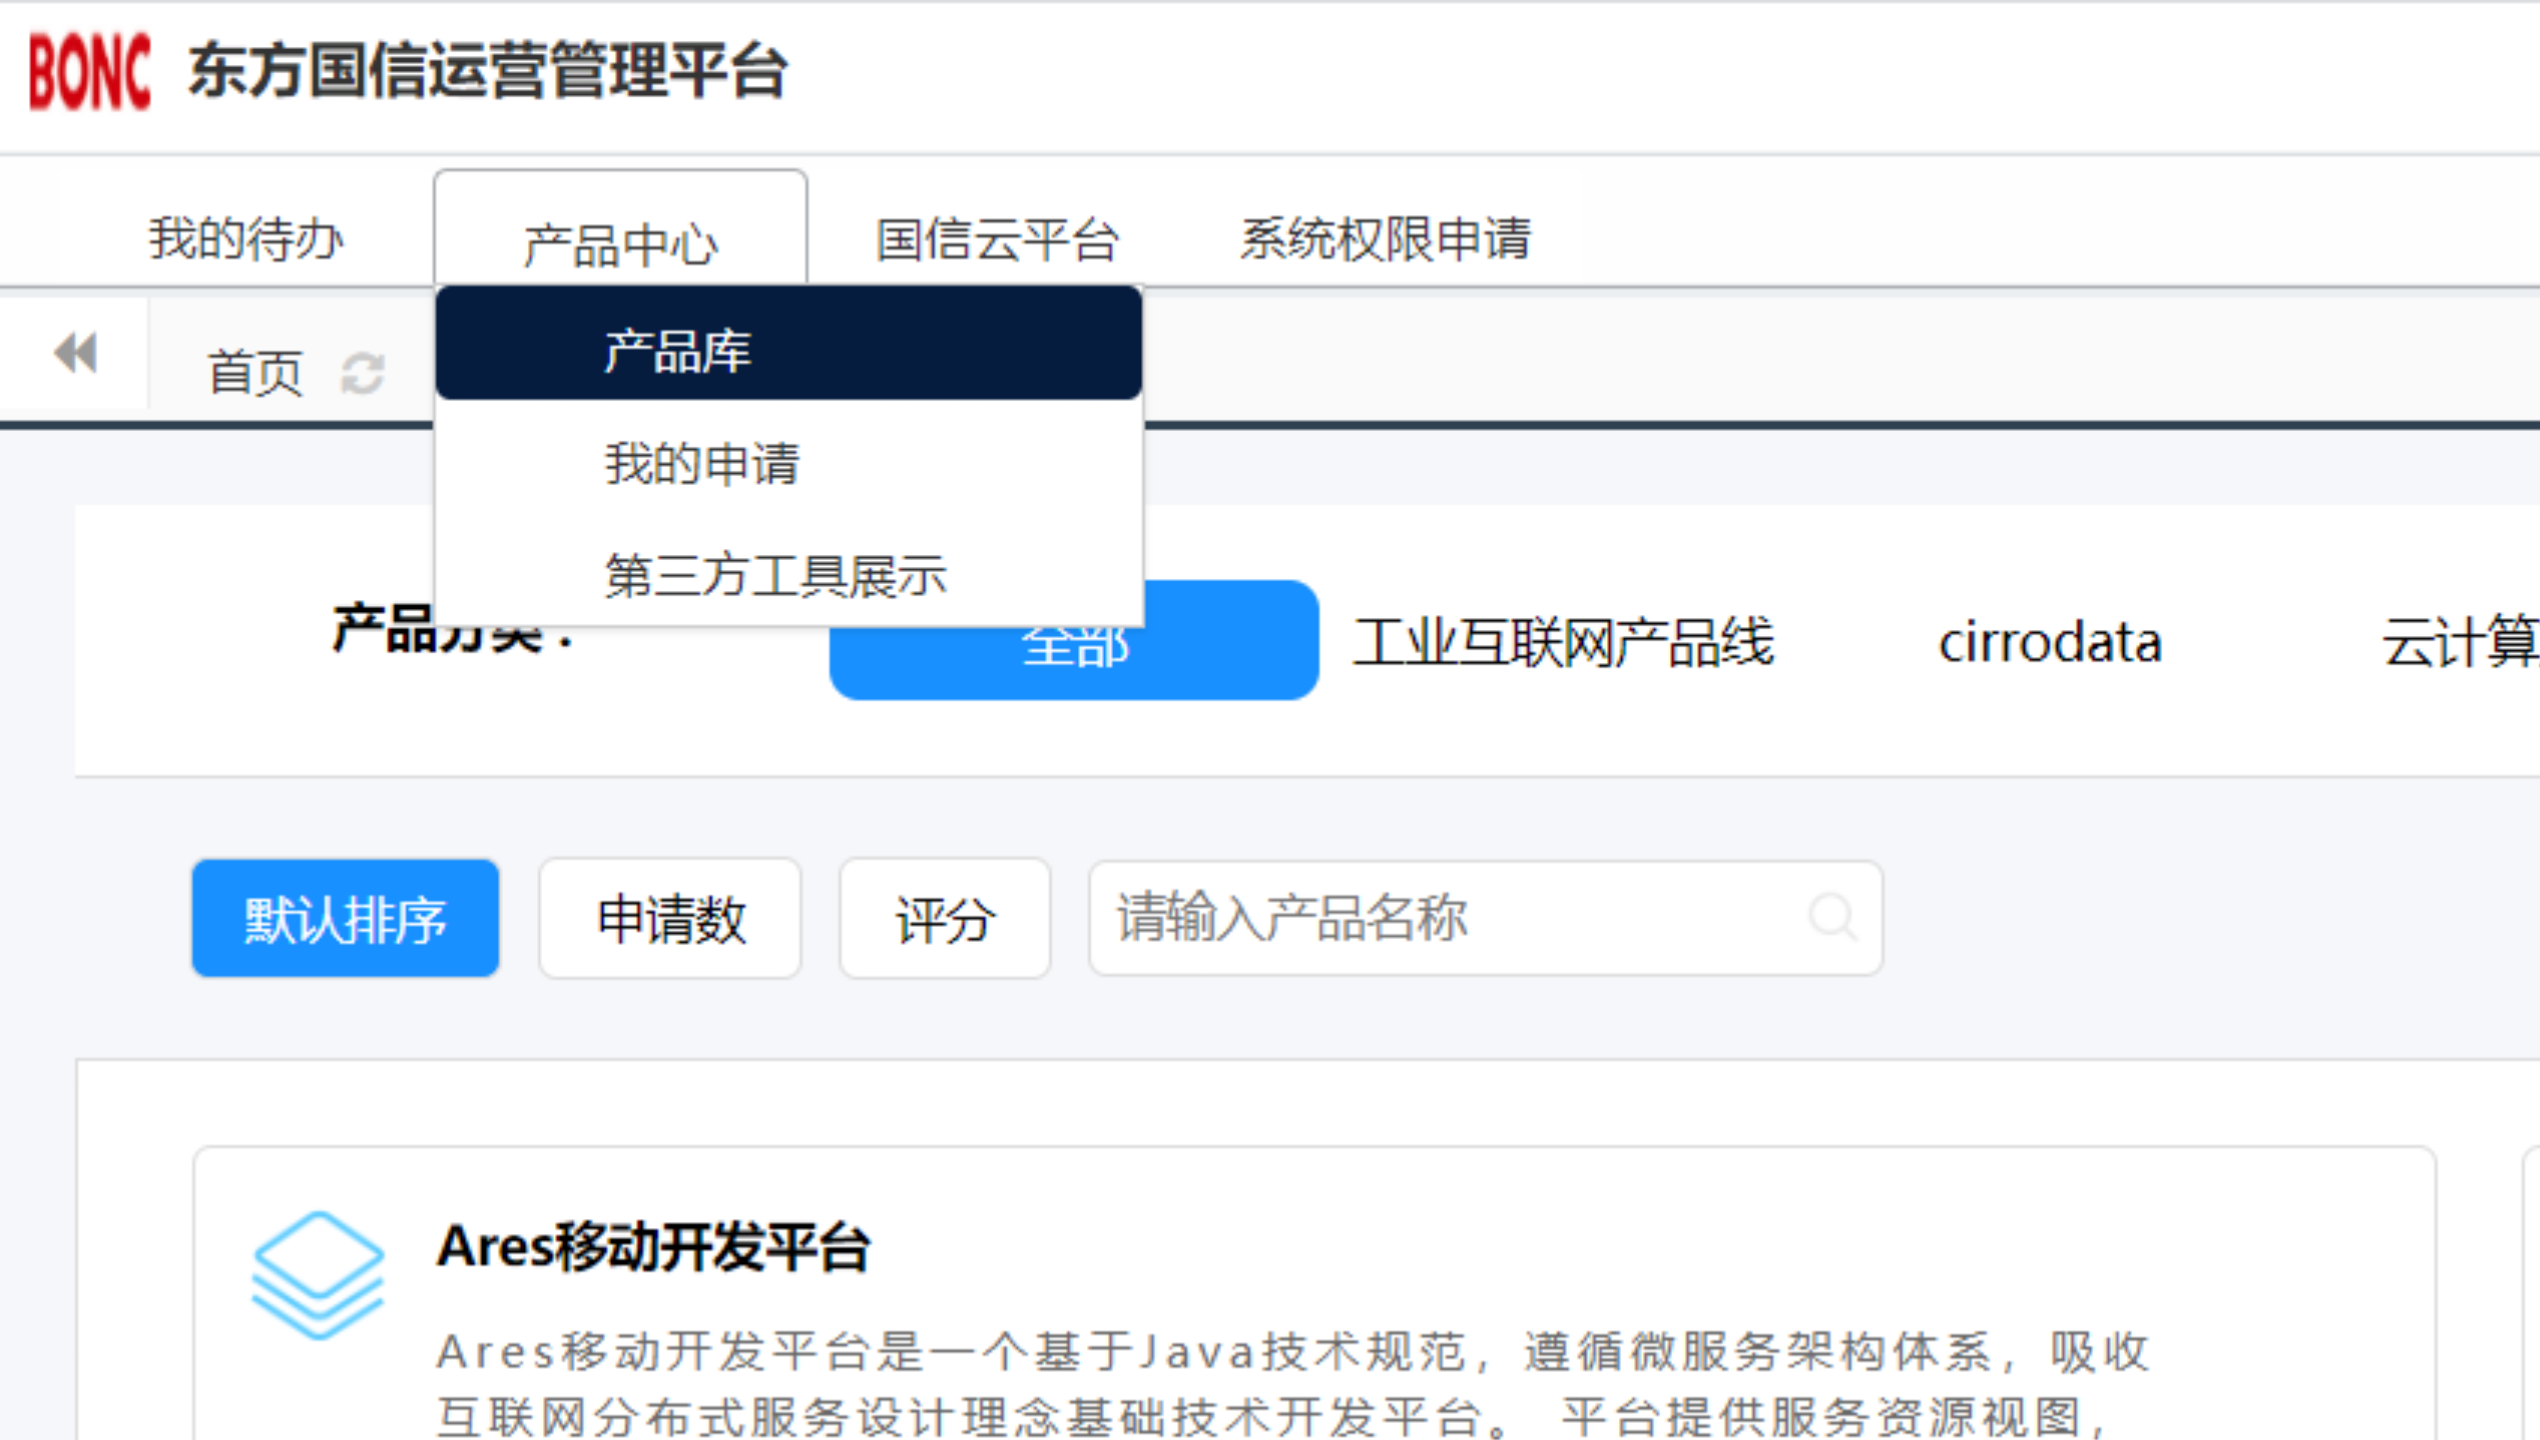 BONC 东方国信运营管理平台
我的待办 产品中心 国信云平台 系统权限申请
首页
产品库
我的申请
第三方工具展示
产品分类：
全部 工业互联网产品线 cirrodata 云计算
默认排序 申请数 评分 请输入产品名称
Ares移动开发平台
Ares移动开发平台是一个基于Java技术规范，遵循微服务架构体系，吸收
互联网分布式服务设计理念基础技术开发平台。 平台提供服务资源视图，